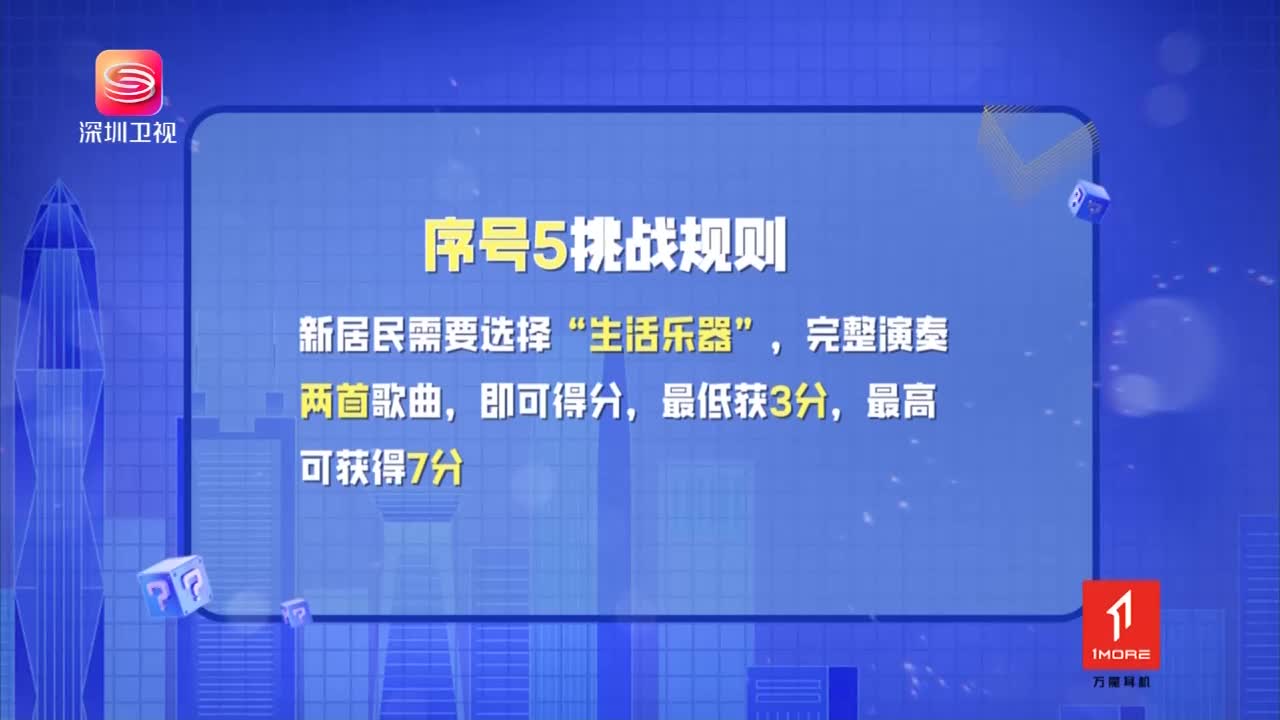 深圳卫视
序号5挑战规则
新居民需要选择“生活乐器”，完整演奏
两首歌曲，即可得分，最低获3分，最高
可获得7分
1MORE
万魔耳机